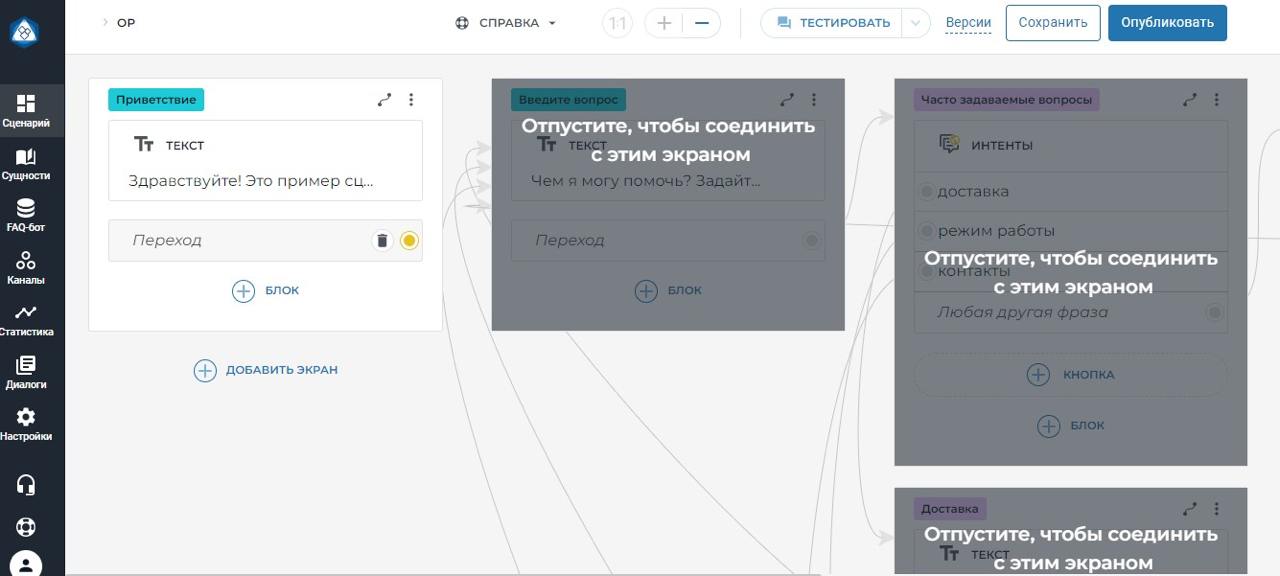 OP
СПРАВКА
1:1
ТЕСТИРОВАТЬ
Версии
Сохранить
Опубликовать
Сценарий
Сущности
FAQ-бот
Каналы
Статистика
Диалоги
Настройки
Приветствие
ТЕКСТ
Здравствуйте! Это пример сц...
Переход
БЛОК
ДОБАВИТЬ ЭКРАН
Введите вопрос
Отпустите, чтобы соединить
с этим экраном
ТЕКСТ
Чем я могу помочь? Задайт...
Переход
БЛОК
Часто задаваемые вопросы
ИНТЕНТЫ
доставка
режим работы
Отпустите, чтобы соединить
контакты
с этим экраном
Любая другая фраза
КНОПКА
БЛОК
Доставка
Отпустите, чтобы соединить
ТЕКСТ
с этим экраном